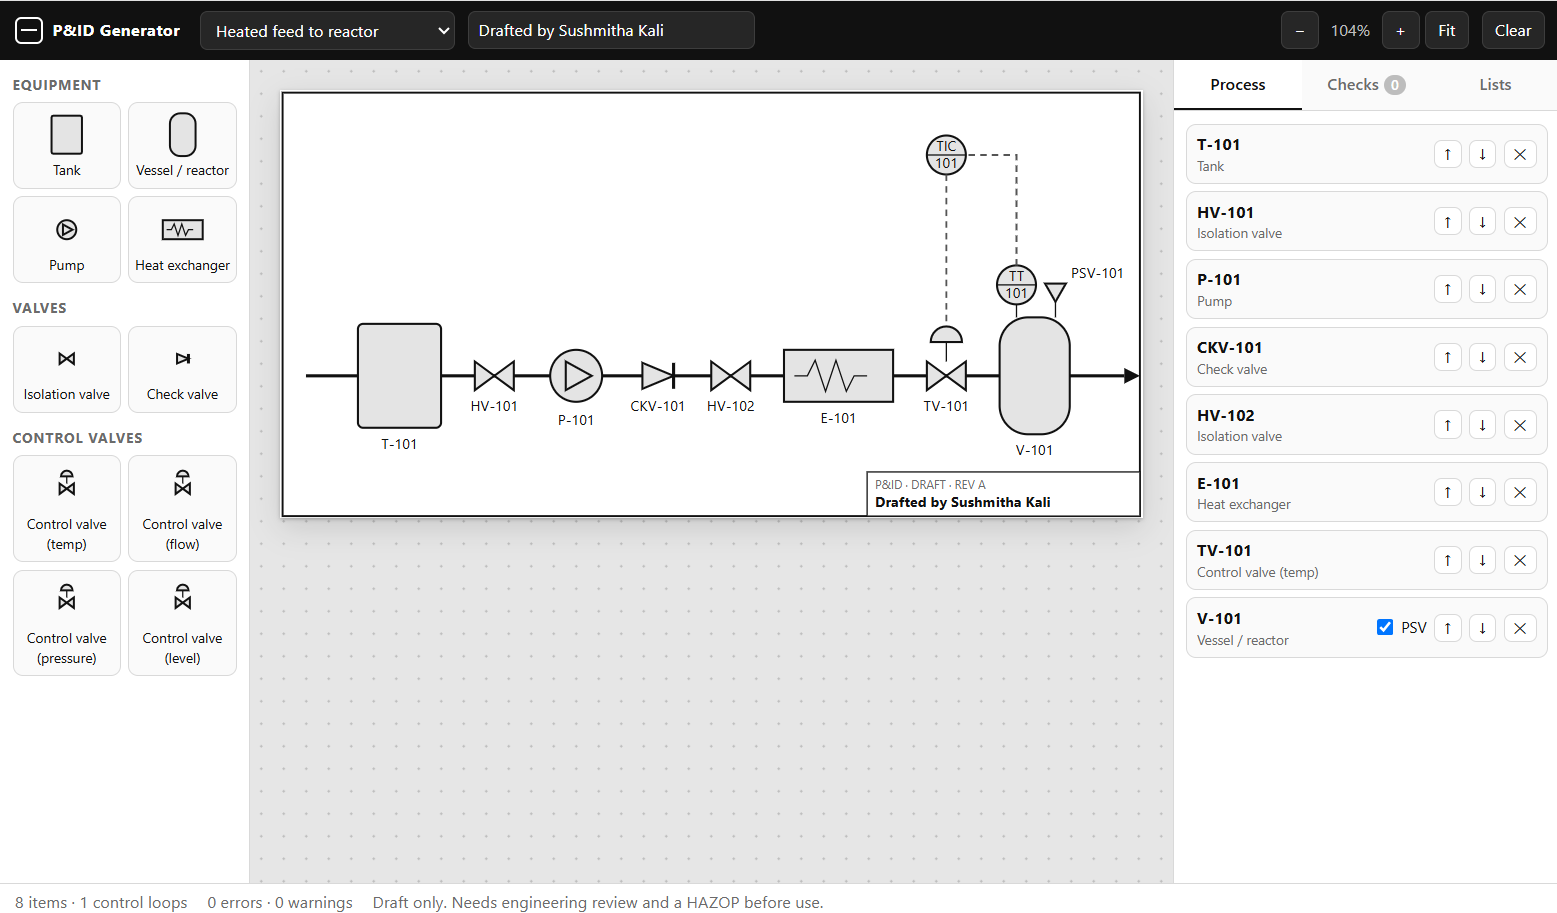 P&ID Generator
Heated feed to reactor
Drafted by Sushmitha Kali
−
104%
+
Fit
Clear
EQUIPMENT
Tank
Vessel / reactor
Pump
Heat exchanger
VALVES
Isolation valve
Check valve
CONTROL VALVES
Control valve
(temp)
Control valve
(flow)
Control valve
(pressure)
Control valve
(level)
TIC
101
TT
101
PSV-101
HV-101
P-101
CKV-101
HV-102
E-101
TV-101
T-101
V-101
P&ID · DRAFT · REV A
Drafted by Sushmitha Kali
Process
Checks 0
Lists
T-101
Tank
↑ ↓ ✕
HV-101
Isolation valve
↑ ↓ ✕
P-101
Pump
↑ ↓ ✕
CKV-101
Check valve
↑ ↓ ✕
HV-102
Isolation valve
↑ ↓ ✕
E-101
Heat exchanger
↑ ↓ ✕
TV-101
Control valve (temp)
↑ ↓ ✕
V-101
Vessel / reactor
PSV ↑ ↓ ✕
8 items · 1 control loops
0 errors · 0 warnings
Draft only. Needs engineering review and a HAZOP before use.